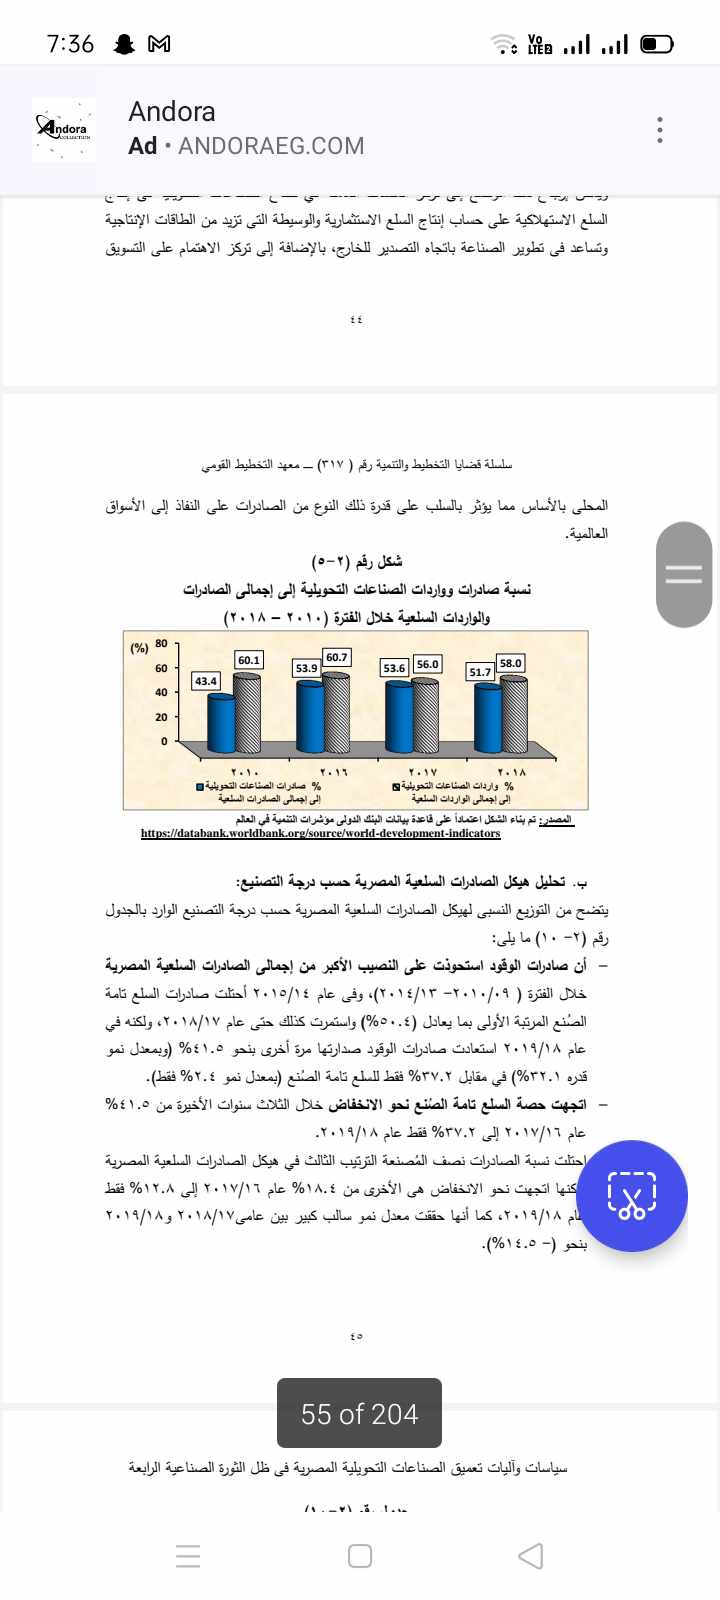 7:36
Vo
LTE2
Andora
Ad • ANDORAEG.COM
Andora
COLLECTION
السلع الاستهلاكية على حساب إنتاج السلع الاستثمارية والوسيطة التى تزيد من الطاقات الإنتاجية
وتساعد فى تطوير الصناعة باتجاه التصدير للخارج، بالإضافة إلى تركز الاهتمام على التسويق
٤٤
سلسلة قضايا التخطيط والتنمية رقم ( ٣١٧) – معهد التخطيط القومي
المحلى بالأساس مما يؤثر بالسلب على قدرة ذلك النوع من الصادرات على النفاذ إلى الأسواق
العالمية.
شكل رقم (٢-٥)
نسبة صادرات وواردات الصناعات التحويلية إلى إجمالى الصادرات
والواردات السلعية خلال الفترة (٢٠١٠ – ٢٠١٨)
(%) 80
60
40
20
0
43.4 60.1 53.9 60.7 53.6 56.0 51.7 58.0
٢٠١٠ ٢٠١٦ ٢٠١٧ ٢٠١٨
% صادرات الصناعات التحويلية
إلى إجمالى الصادرات السلعية
% واردات الصناعات التحويلية
إلى إجمالى الواردات السلعية
المصدر: تم بناء الشكل اعتماداً على قاعدة بيانات البنك الدولى مؤشرات التنمية في العالم
https://databank.worldbank.org/source/world-development-indicators
ب. تحليل هيكل الصادرات السلعية المصرية حسب درجة التصنيع:
يتضح من التوزيع النسبى لهيكل الصادرات السلعية المصرية حسب درجة التصنيع الوارد بالجدول
رقم (٢- ١٠) ما يلى:
– أن صادرات الوقود استحوذت على النصيب الأكبر من إجمالى الصادرات السلعية المصرية
خلال الفترة ( ٢٠١٠/٠٩- ٢٠١٤/١٣)، وفى عام ٢٠١٥/١٤ أحتلت صادرات السلع تامة
الصُنع المرتبة الأولى بما يعادل (٥٠.٤%) واستمرت كذلك حتى عام ٢٠١٨/١٧، ولكنه في
عام ٢٠١٩/١٨ استعادت صادرات الوقود صدارتها مرة أخرى بنحو ٤١.٥% (وبمعدل نمو
قدره ٣٢.١%) في مقابل ٣٧.٢% فقط للسلع تامة الصُنع (بمعدل نمو ٢.٤% فقط).
– اتجهت حصة السلع تامة الصُنع نحو الانخفاض خلال الثلاث سنوات الأخيرة من ٤١.٥%
عام ٢٠١٧/١٦ إلى ٣٧.٢% فقط عام ٢٠١٩/١٨.
احتلت نسبة الصادرات نصف المُصنعة الترتيب الثالث في هيكل الصادرات السلعية المصرية
اتجهت نحو الانخفاض هى الأخرى من ١٨.٤% عام ٢٠١٧/١٦ إلى ١٢.٨% فقط
عام ٢٠١٩/١٨، كما أنها حققت معدل نمو سالب كبير بين عامى٢٠١٨/١٧ و٢٠١٩/١٨
بنحو (– ١٤.٥%).
٤٥
55 of 204
سياسات وآليات تعميق الصناعات التحويلية المصرية فى ظل الثورة الصناعية الرابعة